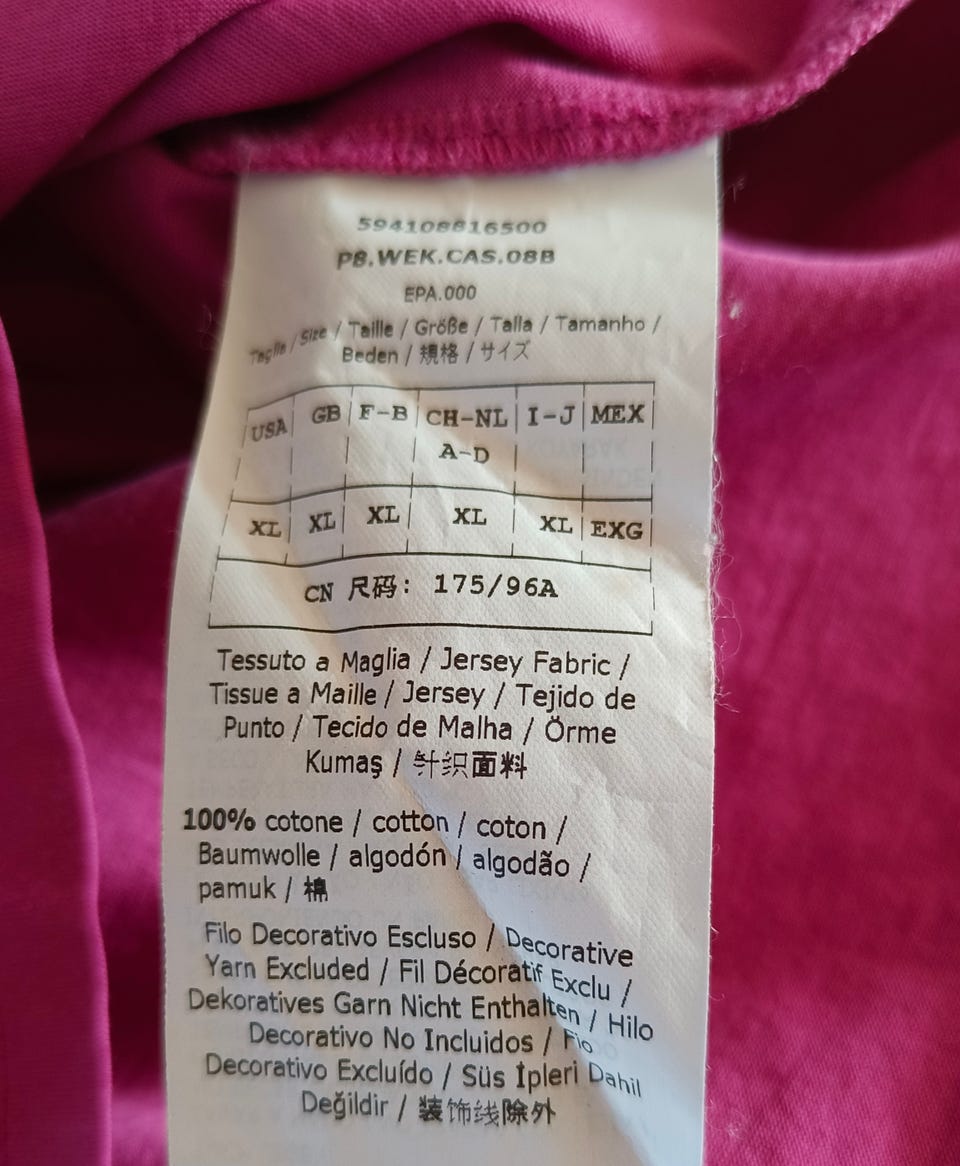 594108816500
PB.WEK.CAS.08B
EPA.000
Taglia / Size / Taille / Größe / Talla / Tamanho /
Beden / 規格 / サイズ
USA GB F-B CH-NL I-J MEX
A-D
XL XL XL XL XL EXG
CN 尺码: 175/96A
Tessuto a Maglia / Jersey Fabric /
Tissue a Maille / Jersey / Tejido de
Punto / Tecido de Malha / Örme
Kumaş / 针织面料
100% cotone / cotton / coton /
Baumwolle / algodón / algodão /
pamuk / 棉
Filo Decorativo Escluso / Decorative
Yarn Excluded / Fil Décoratif Exclu /
Dekoratives Garn Nicht Enthalten / Hilo
Decorativo No Incluidos / Fio
Decorativo Excluído / Süs İpleri Dahil
Değildir / 装饰线除外